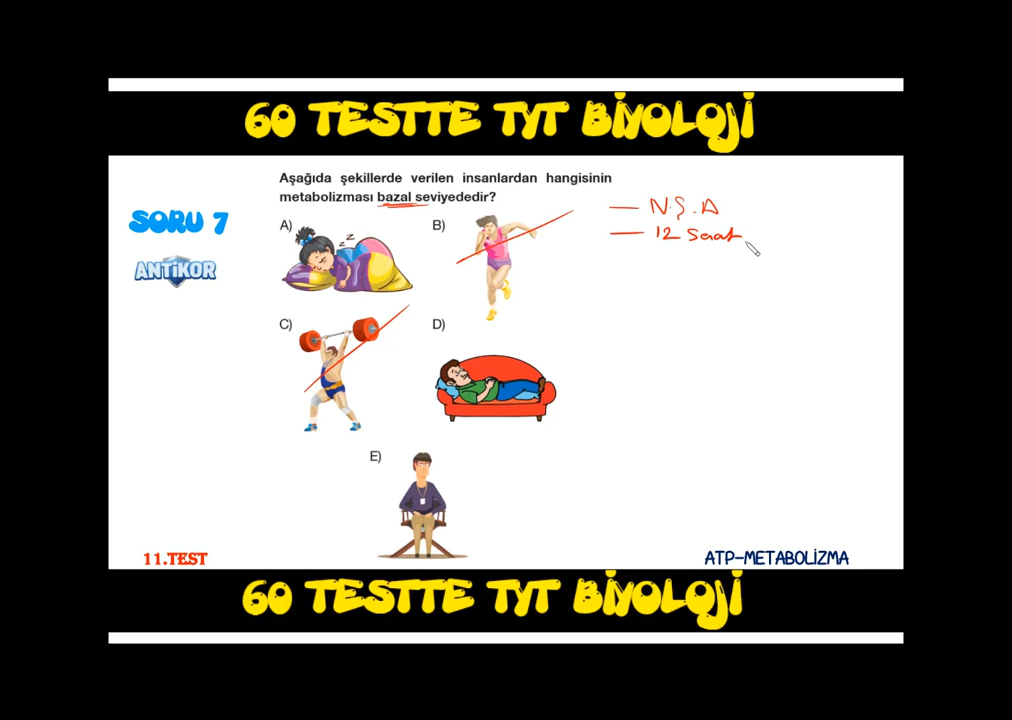 60 TESTTE TYT BİYOLOJİ
SORU 7
ANTİKOR
Aşağıda şekillerde verilen insanlardan hangisinin
metabolizması bazal seviyededir?
— N.Ş.A
— 12 saat
A)
z z z
B)
C)
D)
E)
11.TEST
ATP-METABOLİZMA
60 TESTTE TYT BİYOLOJİ